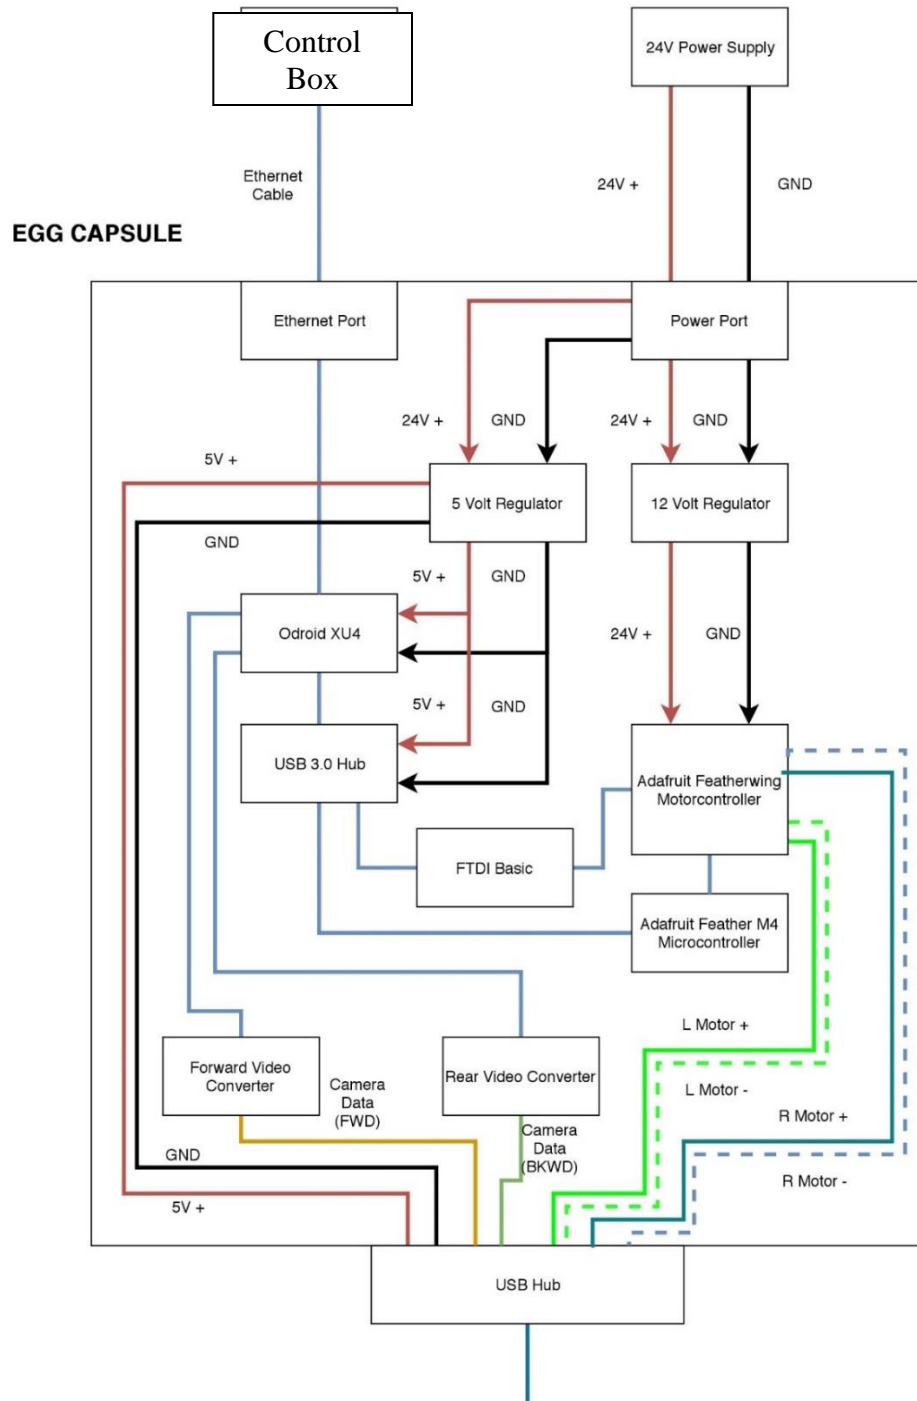 Control
Box
24V Power Supply
Ethernet
Cable
24V +
GND
EGG CAPSULE
Ethernet Port
Power Port
24V +
GND
24V +
GND
5V +
5 Volt Regulator
12 Volt Regulator
GND
5V +
GND
Odroid XU4
24V +
GND
5V +
GND
USB 3.0 Hub
Adafruit Featherwing
Motorcontroller
FTDI Basic
Adafruit Feather M4
Microcontroller
L Motor +
Forward Video
Converter
Rear Video Converter
Camera
Data
(FWD)
L Motor -
R Motor +
Camera
Data
(BKWD)
GND
R Motor -
5V +
USB Hub